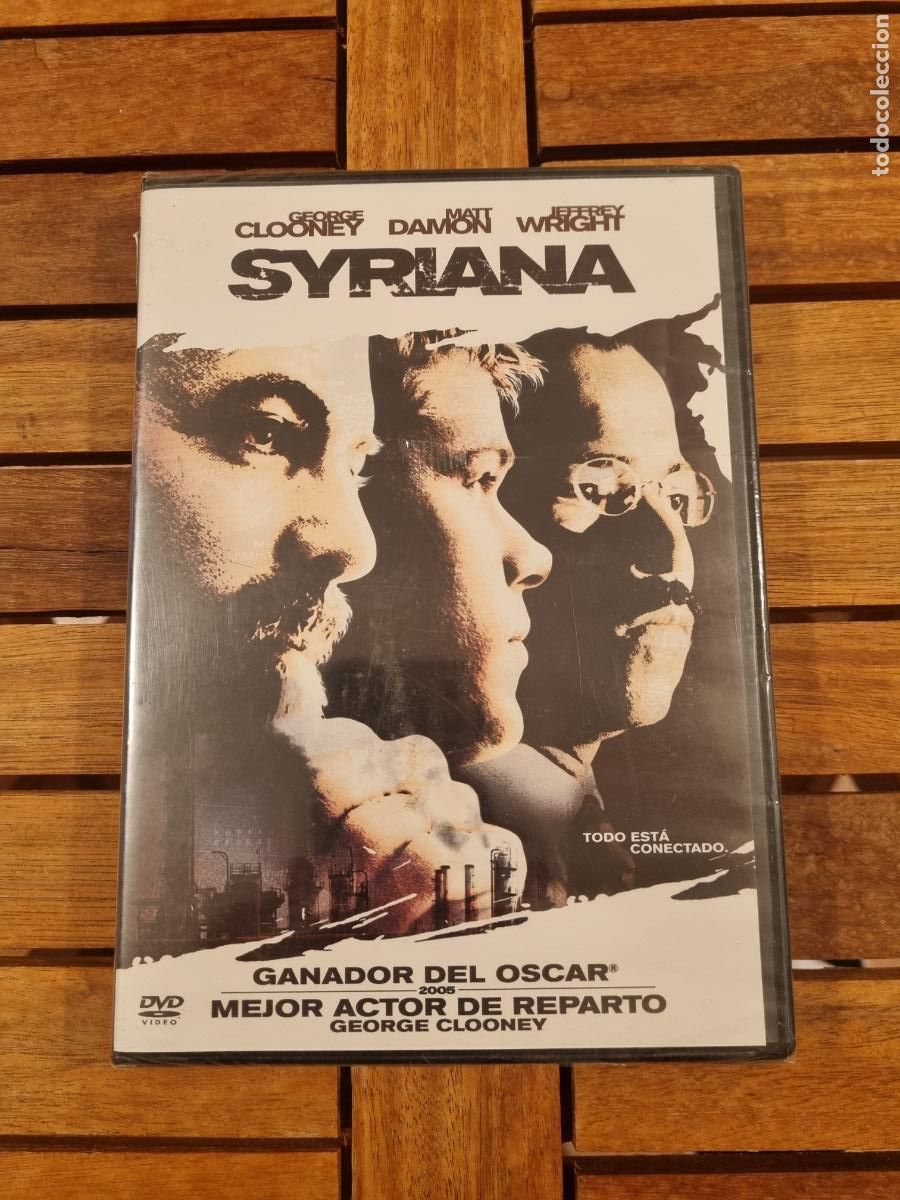 todocoleccion
GEORGE MATT JEFFREY
CLOONEY DAMON WRIGHT
SYRIANA
TODO ESTÁ
CONECTADO.
GANADOR DEL OSCAR®
2005
MEJOR ACTOR DE REPARTO
GEORGE CLOONEY
DVD
VIDEO